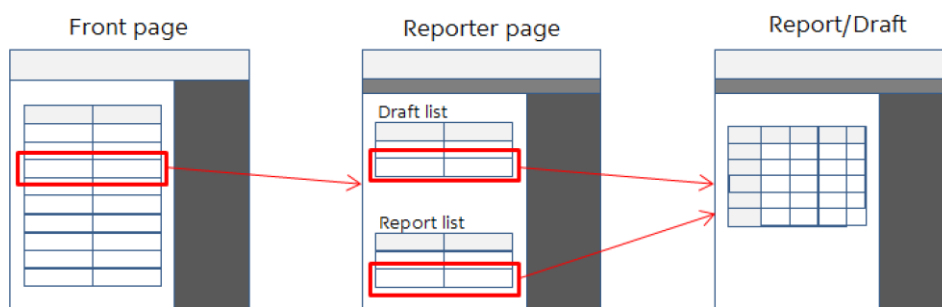 Front page
Reporter page
Report/Draft
Draft list
Report list